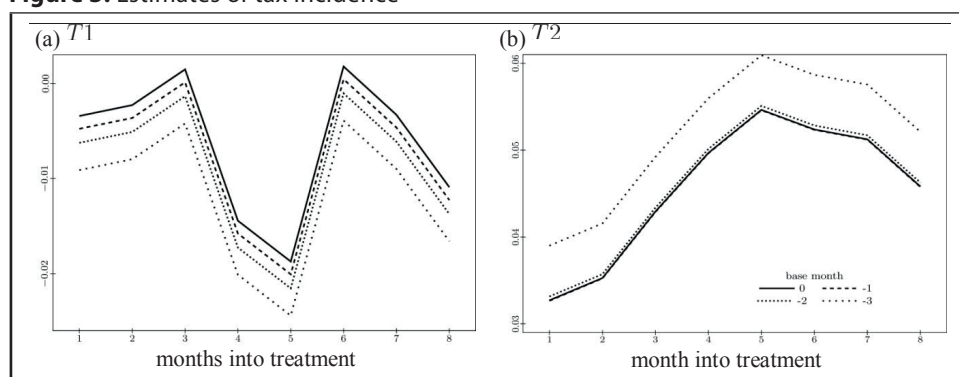 Figure 3. Estimates of tax incidence
(a) T1
0.00
−0.01
−0.02
1 2 3 4 5 6 7 8
months into treatment
(b) T2
0.06
0.05
0.04
0.03
base month
0 -1
-2 -3
1 2 3 4 5 6 7 8
month into treatment